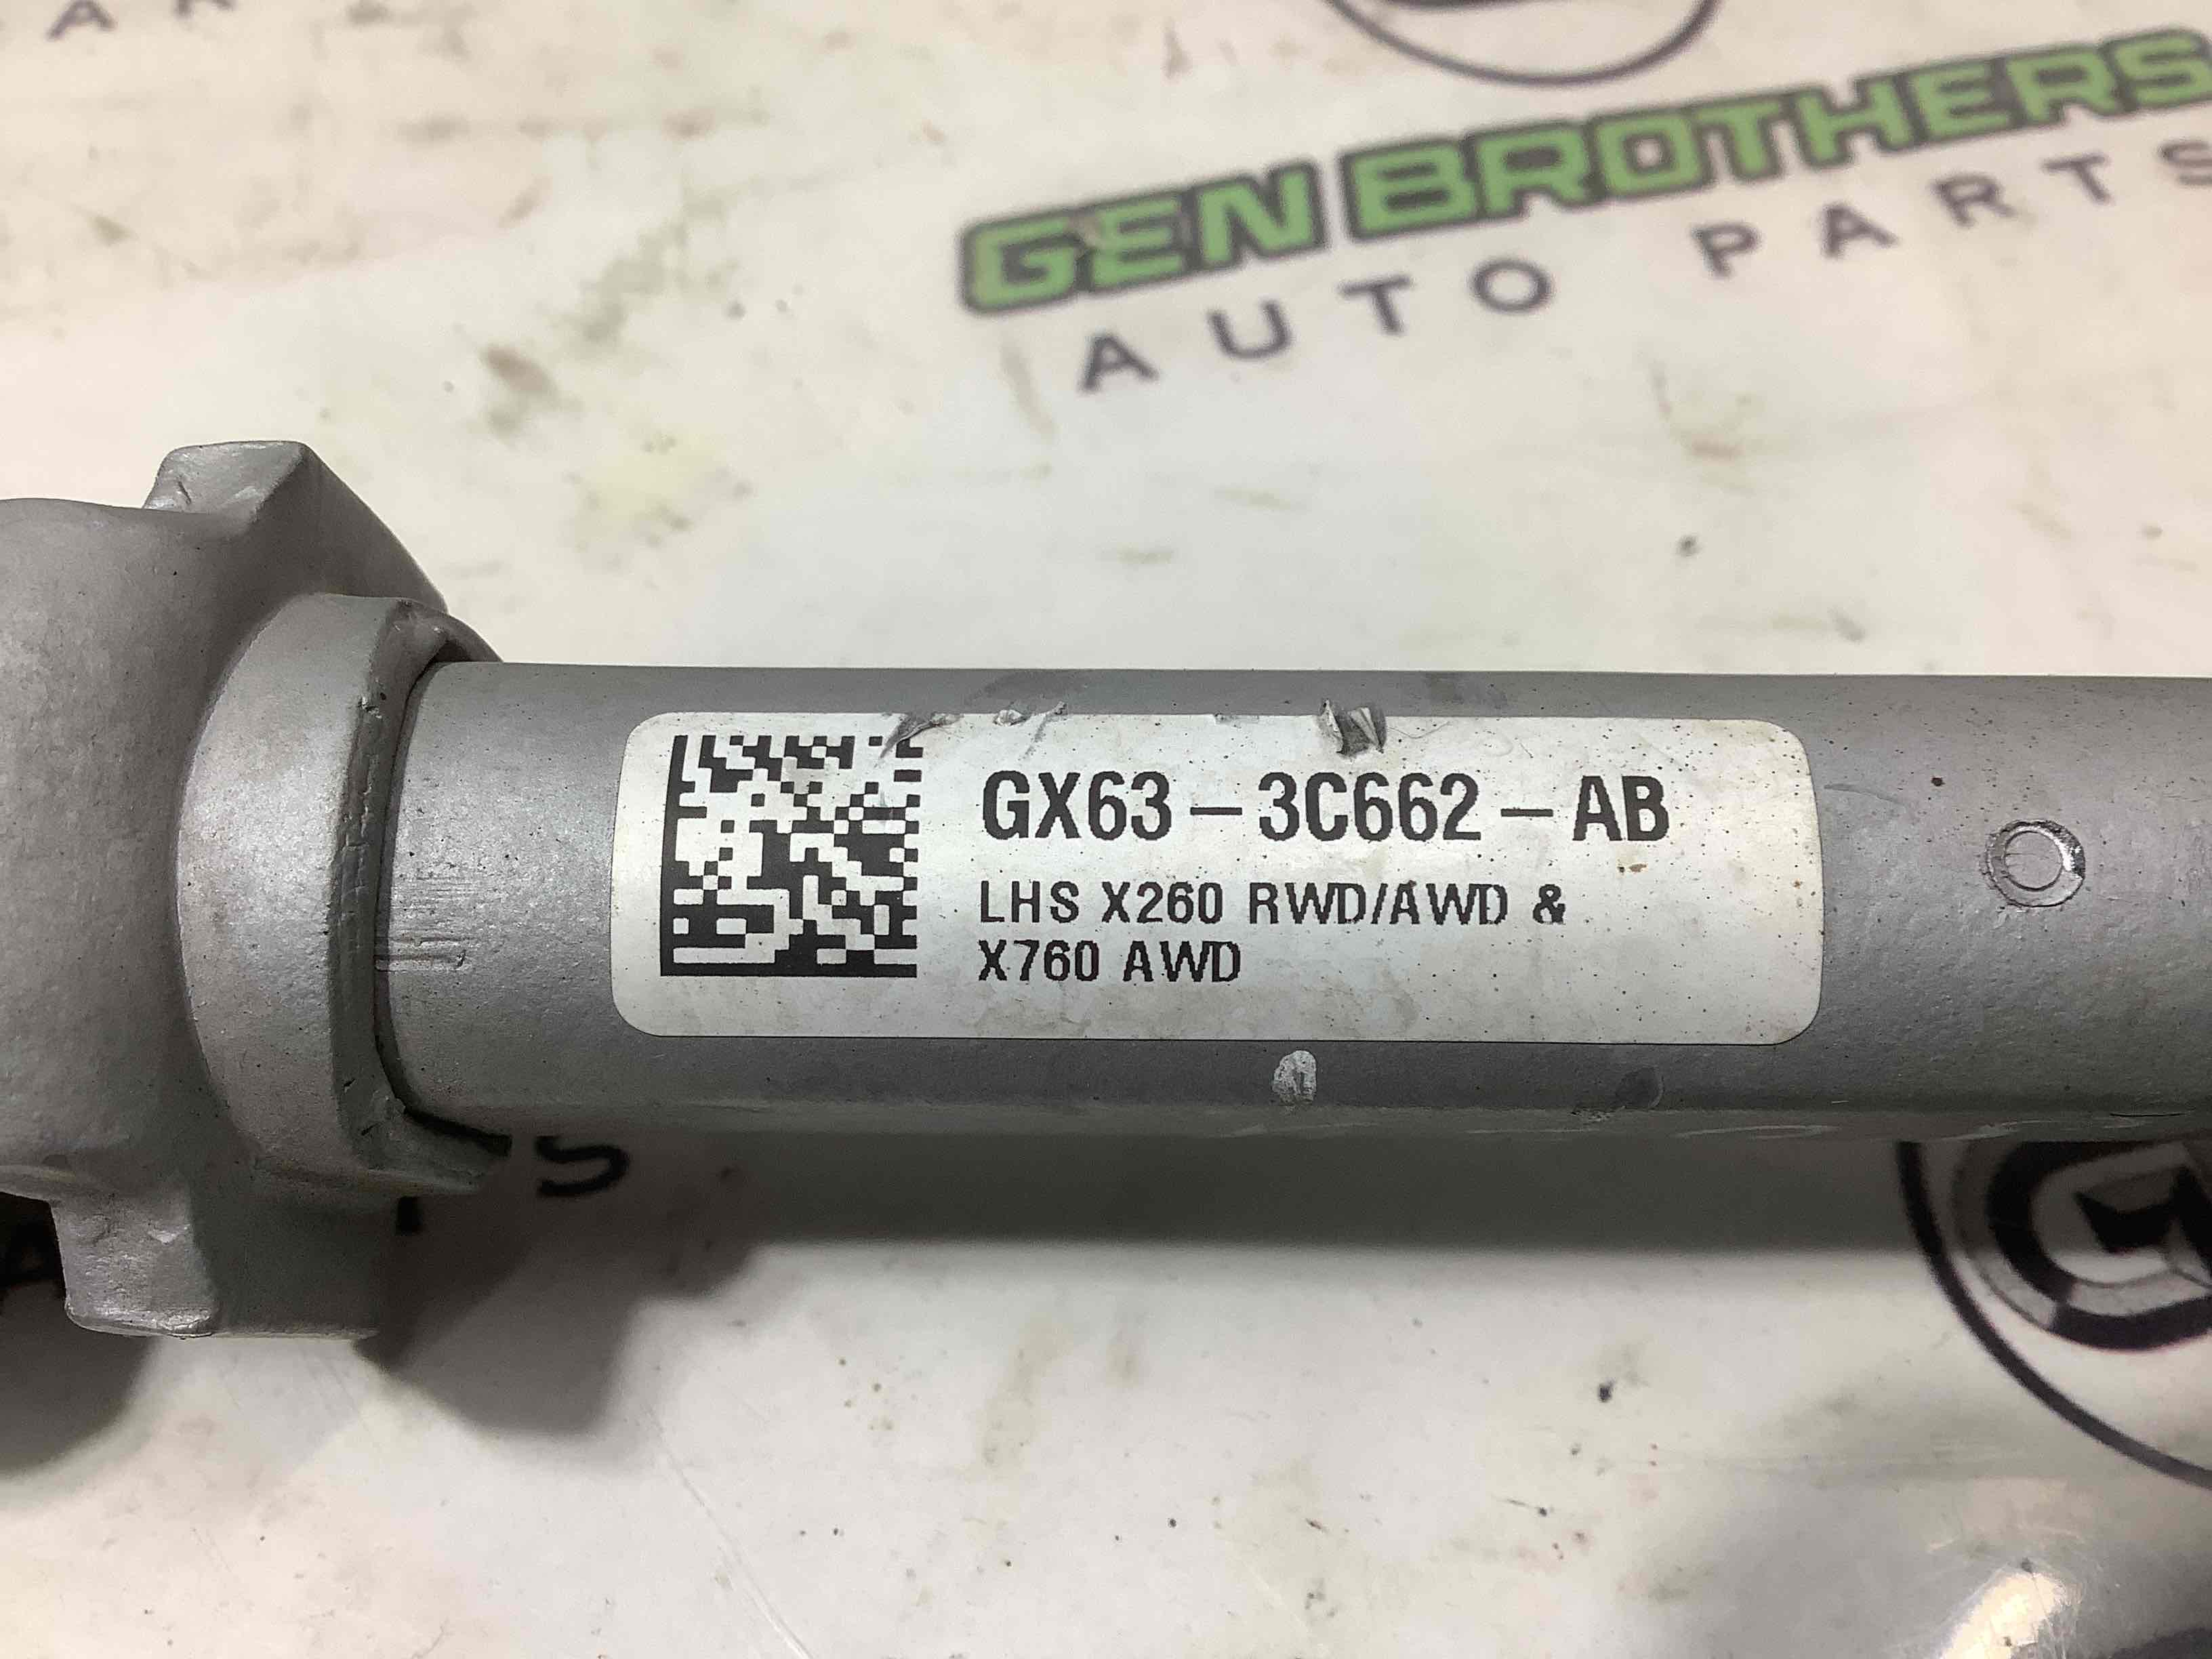 GEN BROTHERS
AUTO PARTS
GX63-3C662-AB
LHS X260 RWD/AWD &
X760 AWD